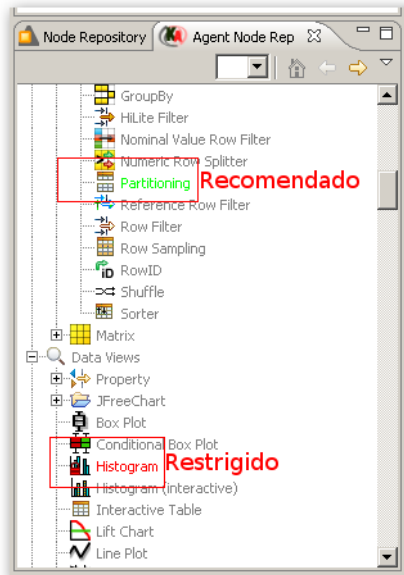 Node Repository
Agent Node Rep
GroupBy
HiLite Filter
Nominal Value Row Filter
Numeric Row Splitter
Partitioning Recomendado
Reference Row Filter
Row Filter
Row Sampling
RowID
Shuffle
Sorter
Matrix
Data Views
Property
JFreeChart
Box Plot
Conditional Box Plot
Histogram Restrigido
Histogram (interactive)
Interactive Table
Lift Chart
Line Plot